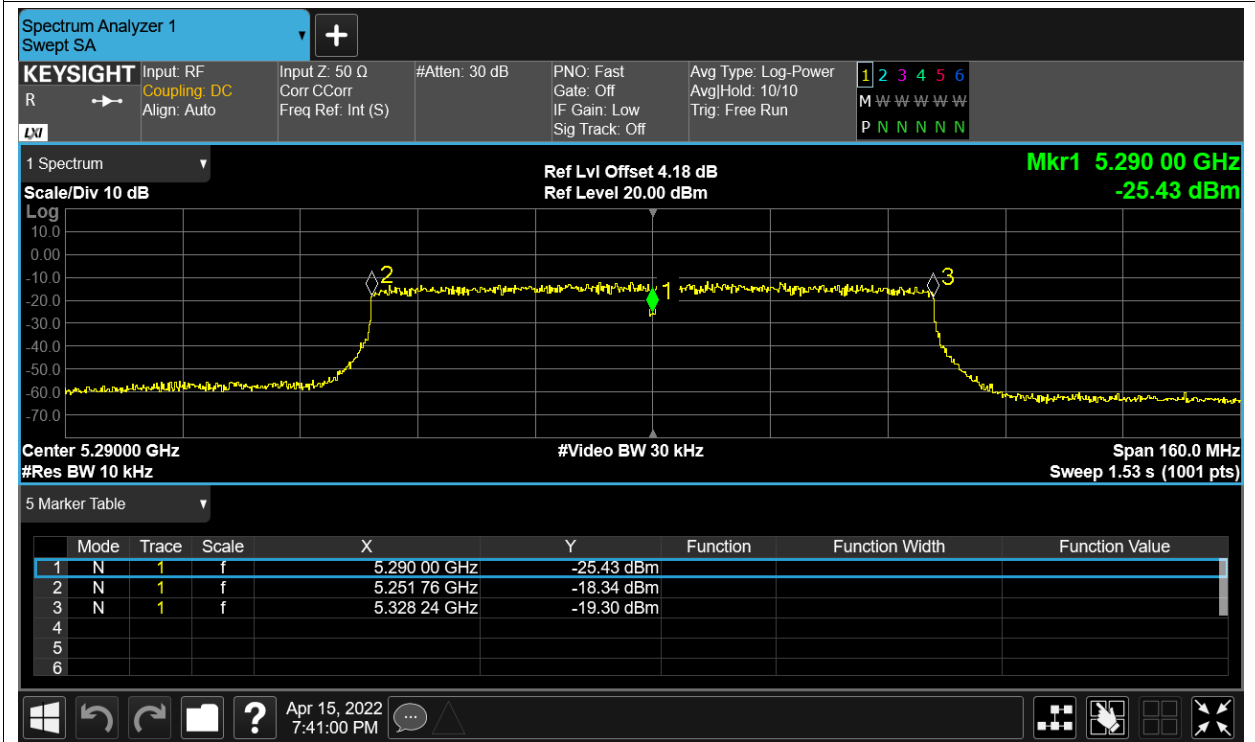 Spectrum Analyzer 1
Swept SA
KEYSIGHT Input: RF Input Z: 50 Ω #Atten: 30 dB PNO: Fast Avg Type: Log-Power 1 2 3 4 5 6
R Coupling: DC Corr CCorr Gate: Off Avg|Hold: 10/10 M W W W W W
Align: Auto Freq Ref: Int (S) IF Gain: Low Trig: Free Run
LXI Sig Track: Off P N N N N N
1 Spectrum Ref Lvl Offset 4.18 dB Mkr1 5.290 00 GHz
Scale/Div 10 dB Ref Level 20.00 dBm -25.43 dBm
Log
10.0
0.00
-10.0 2 3
-20.0 1
-30.0
-40.0
-50.0
-60.0
-70.0
Center 5.29000 GHz #Video BW 30 kHz Span 160.0 MHz
#Res BW 10 kHz Sweep 1.53 s (1001 pts)
5 Marker Table
Mode Trace Scale X Y Function Function Width Function Value
1 N 1 f 5.290 00 GHz -25.43 dBm
2 N 1 f 5.251 76 GHz -18.34 dBm
3 N 1 f 5.328 24 GHz -19.30 dBm
4
5
6
? Apr 15, 2022
7:41:00 PM